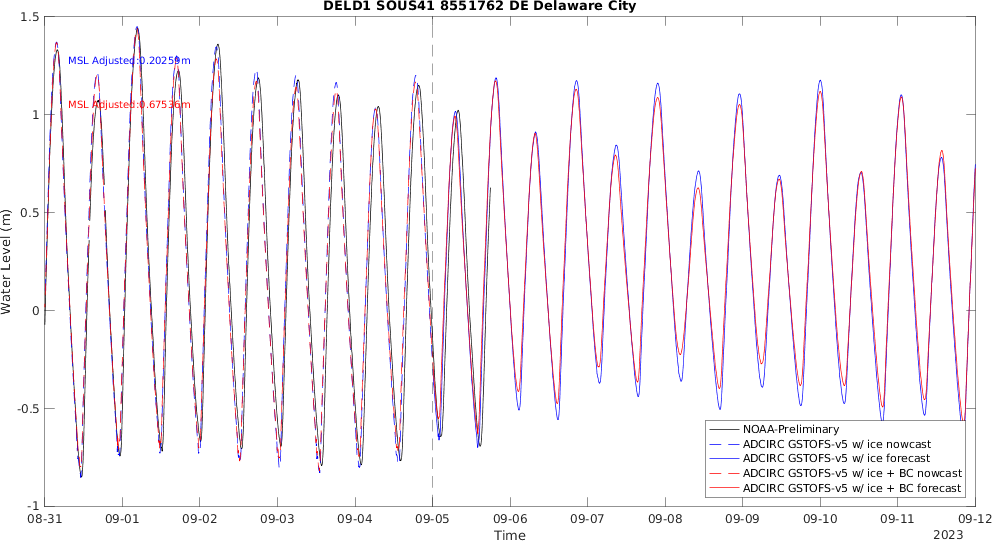 DELD1 SOUS41 8551762 DE Delaware City
1.5
1
0.5
0
-0.5
-1
Water Level (m)
MSL Adjusted:0.20259m
MSL Adjusted:0.67536m
NOAA-Preliminary
ADCIRC GSTOFS-v5 w/ ice nowcast
ADCIRC GSTOFS-v5 w/ ice forecast
ADCIRC GSTOFS-v5 w/ ice + BC nowcast
ADCIRC GSTOFS-v5 w/ ice + BC forecast
08-31 09-01 09-02 09-03 09-04 09-05 09-06 09-07 09-08 09-09 09-10 09-11 09-12
Time
2023